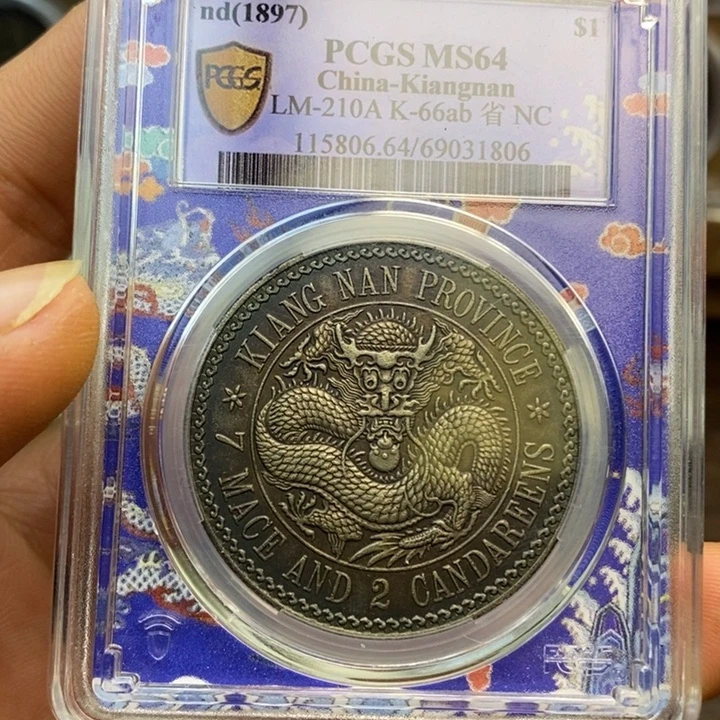 nd(1897) $1
PCGS MS64
China-Kiangnan
LM-210A K-66ab 省 NC
115806.64/69031806
PCGS
KIANG NAN PROVINCE
7 MACE AND 2 CANDAREENS